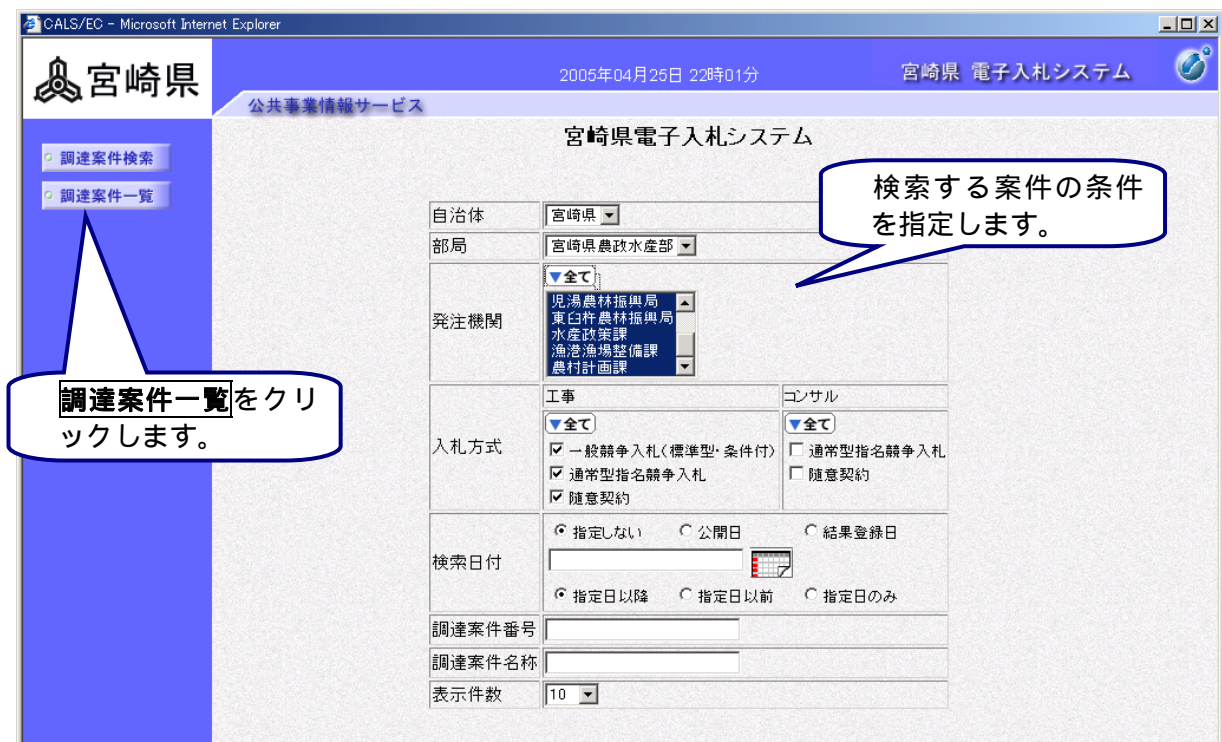 CALS/EC - Microsoft Internet Explorer
宮崎県
2005年04月25日 22時01分
宮崎県 電子入札システム
公共事業情報サービス
宮崎県電子入札システム
調達案件検索
調達案件一覧
検索する案件の条件
を指定します。
自治体
宮崎県
部局
宮崎県農政水産部
発注機関
▼全て
児湯農林振興局
東臼杵農林振興局
水産政策課
漁港漁場整備課
農村計画課
調達案件一覧をクリ
ックします。
入札方式
工事
コンサル
▼全て
▼全て
一般競争入札(標準型・条件付)
通常型指名競争入札
通常型指名競争入札
随意契約
随意契約
検索日付
指定しない 公開日 結果登録日
指定日以降 指定日以前 指定日のみ
調達案件番号
調達案件名称
表示件数
10